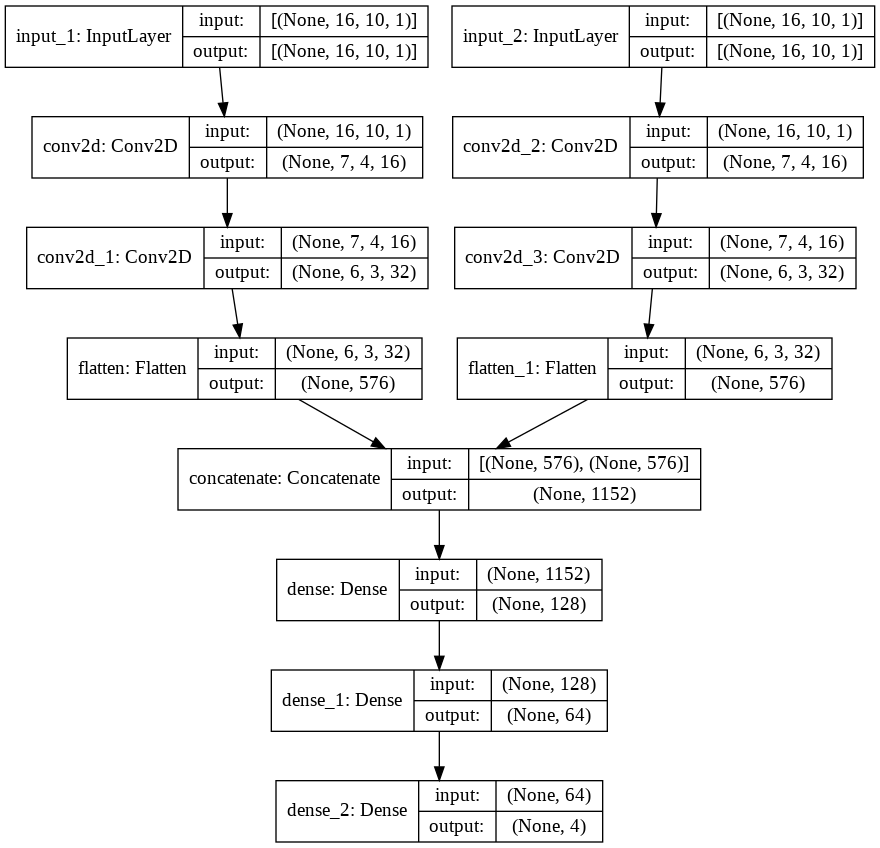 input_1: InputLayer
input:
[(None, 16, 10, 1)]
output:
[(None, 16, 10, 1)]
input_2: InputLayer
input:
[(None, 16, 10, 1)]
output:
[(None, 16, 10, 1)]
conv2d: Conv2D
input:
(None, 16, 10, 1)
output:
(None, 7, 4, 16)
conv2d_2: Conv2D
input:
(None, 16, 10, 1)
output:
(None, 7, 4, 16)
conv2d_1: Conv2D
input:
(None, 7, 4, 16)
output:
(None, 6, 3, 32)
conv2d_3: Conv2D
input:
(None, 7, 4, 16)
output:
(None, 6, 3, 32)
flatten: Flatten
input:
(None, 6, 3, 32)
output:
(None, 576)
flatten_1: Flatten
input:
(None, 6, 3, 32)
output:
(None, 576)
concatenate: Concatenate
input:
[(None, 576), (None, 576)]
output:
(None, 1152)
dense: Dense
input:
(None, 1152)
output:
(None, 128)
dense_1: Dense
input:
(None, 128)
output:
(None, 64)
dense_2: Dense
input:
(None, 64)
output:
(None, 4)